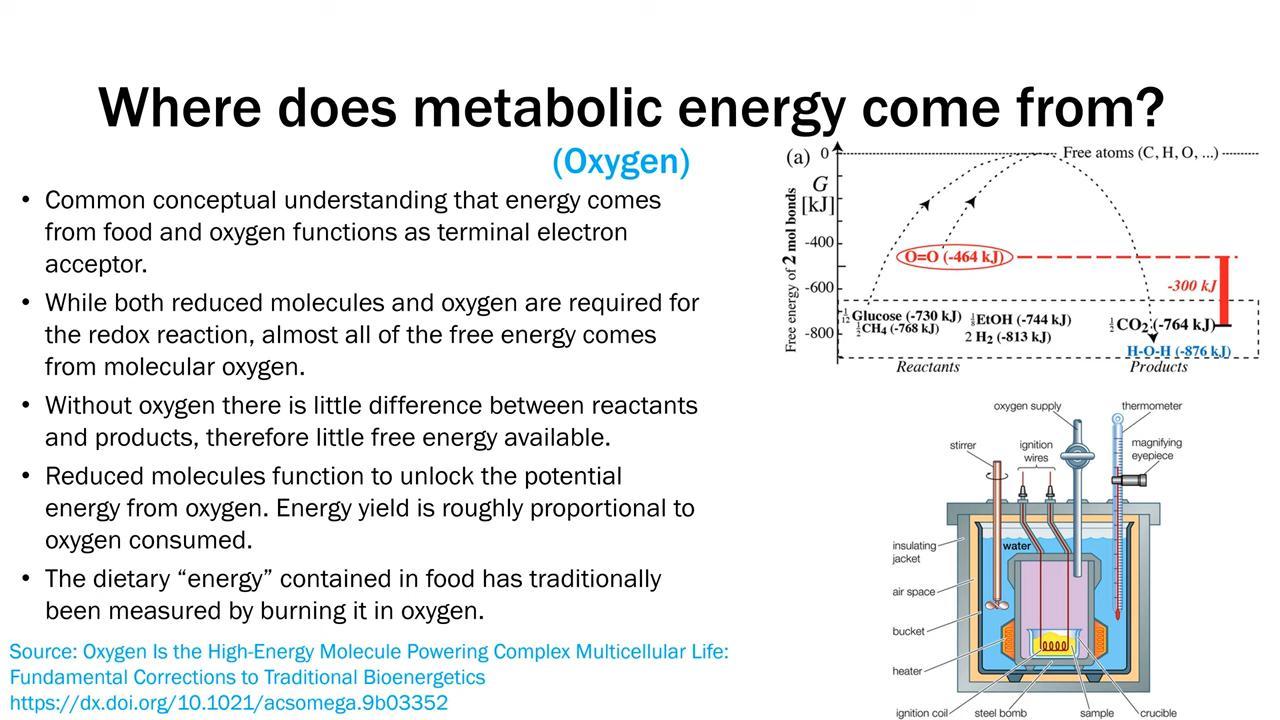 Where does metabolic energy come from?
(Oxygen)
• Common conceptual understanding that energy comes
from food and oxygen functions as terminal electron
acceptor.
• While both reduced molecules and oxygen are required for
the redox reaction, almost all of the free energy comes
from molecular oxygen.
• Without oxygen there is little difference between reactants
and products, therefore little free energy available.
• Reduced molecules function to unlock the potential
energy from oxygen. Energy yield is roughly proportional to
oxygen consumed.
• The dietary “energy” contained in food has traditionally
been measured by burning it in oxygen.
Source: Oxygen Is the High-Energy Molecule Powering Complex Multicellular Life:
Fundamental Corrections to Traditional Bioenergetics
https://dx.doi.org/10.1021/acsomega.9b03352
(a)
Free energy of 2 mol bonds
G
[kJ]
0
-400
-600
-800
Free atoms (C, H, O, ...)
O=O (-464 kJ)
-300 kJ
1/12 Glucose (-730 kJ)
1/2 CH4 (-768 kJ)
1/6 EtOH (-744 kJ)
2 H2 (-813 kJ)
1/2 CO2 (-764 kJ)
H-O-H (-876 kJ)
Reactants
Products
oxygen supply
thermometer
stirrer
ignition
wires
magnifying
eyepiece
insulating
jacket
water
air space
bucket
heater
ignition coil
steel bomb
sample
crucible